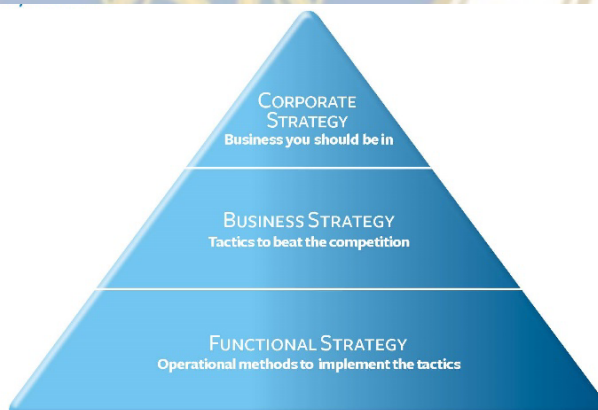 CORPORATE
STRATEGY
Business you should be in
BUSINESS STRATEGY
Tactics to beat the competition
FUNCTIONAL STRATEGY
Operational methods to implement the tactics